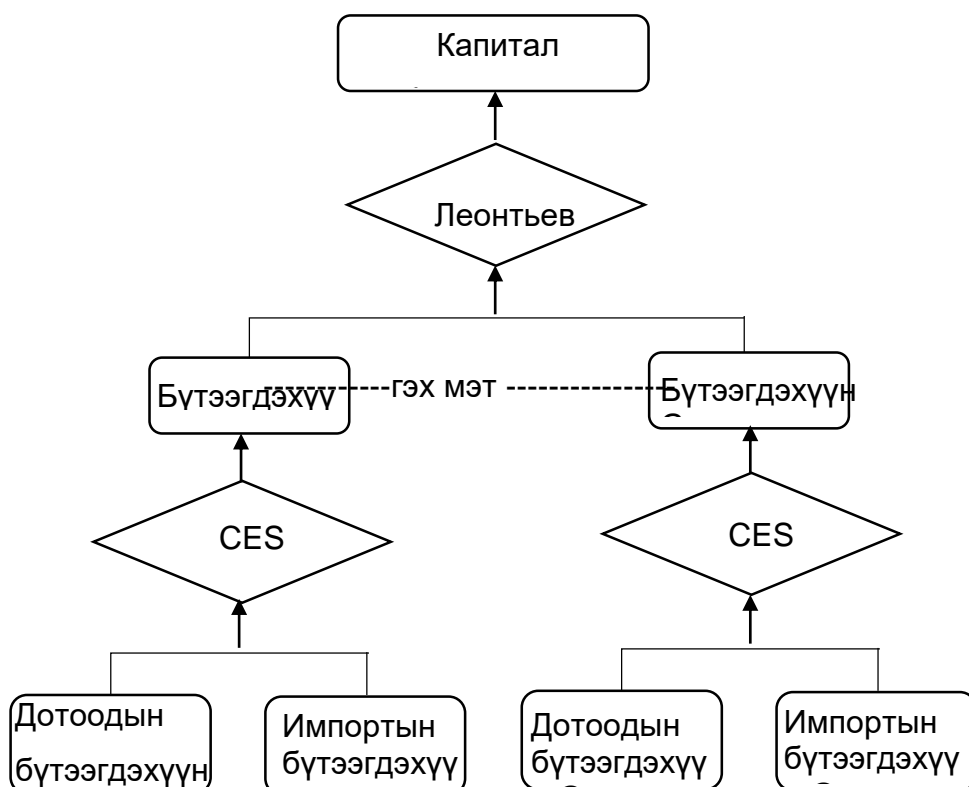 Капитал
Леонтьев
Бүтээгдэхүү
гэх мэт
Бүтээгдэхүүн
CES
CES
Дотоодын
бүтээгдэхүүн
Импортын
бүтээгдэхүү
Дотоодын
бүтээгдэхүү
Импортын
бүтээгдэхүү